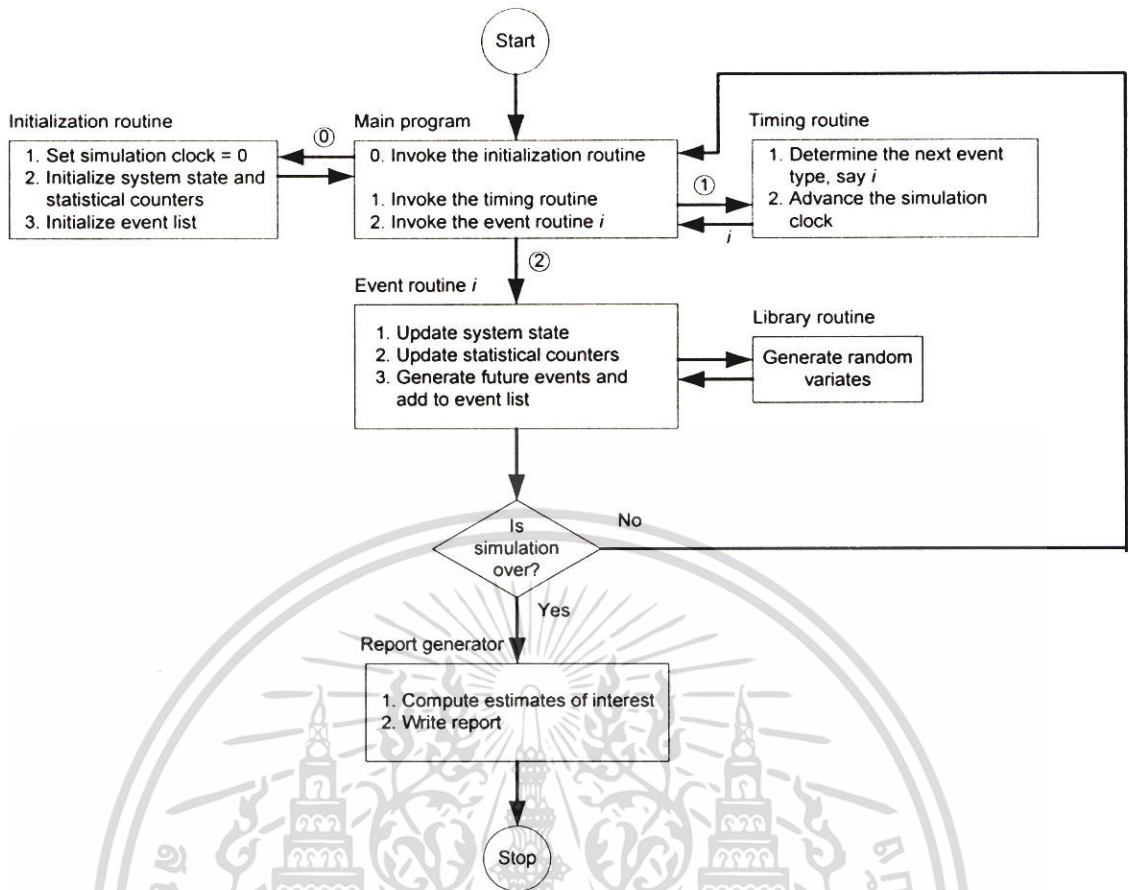 Start
Initialization routine
⓪
Main program
Timing routine
1. Set simulation clock = 0
2. Initialize system state and
statistical counters
3. Initialize event list
0. Invoke the initialization routine
1. Invoke the timing routine
2. Invoke the event routine i
①
i
1. Determine the next event
type, say i
2. Advance the simulation
clock
②
Event routine i
1. Update system state
2. Update statistical counters
3. Generate future events and
add to event list
Library routine
Generate random
variates
Is
simulation
over?
No
Yes
Report generator
1. Compute estimates of interest
2. Write report
Stop